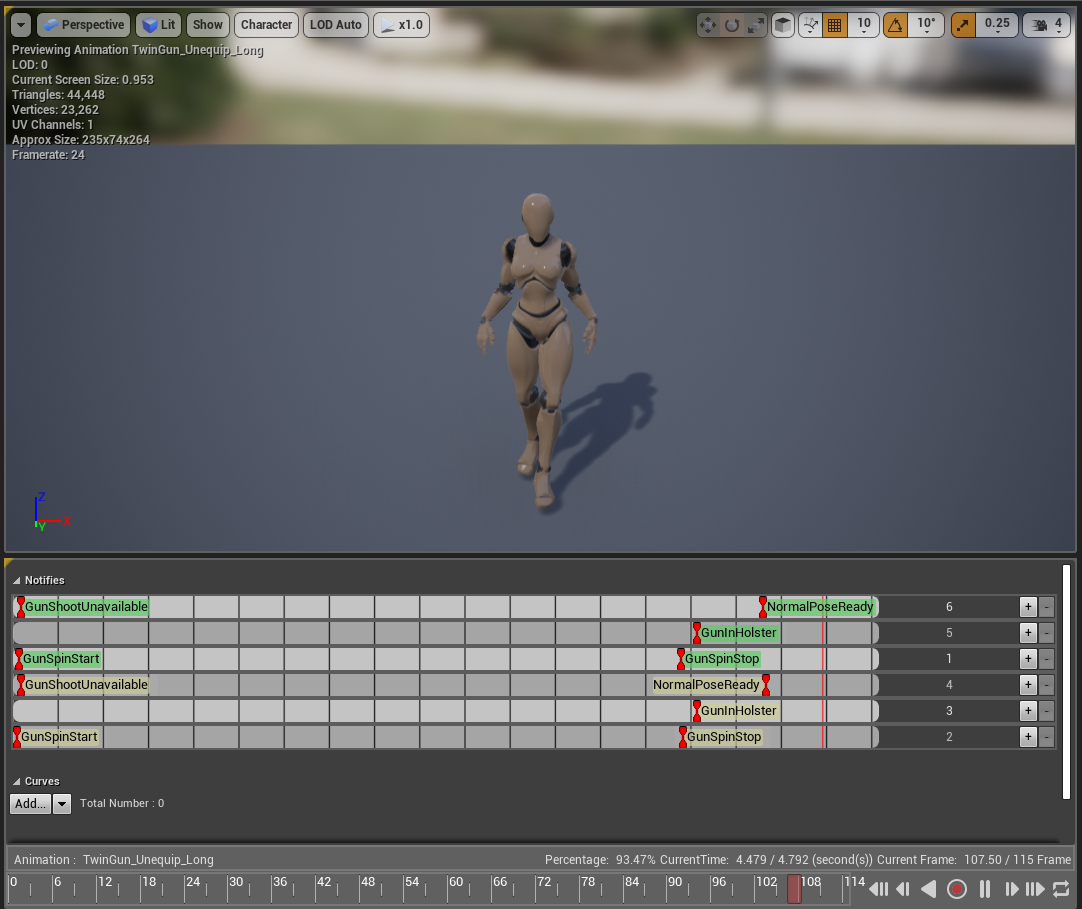 Perspective Lit Show Character LOD Auto x1.0 10 10° 0.25 4
Previewing Animation TwinGun_Unequip_Long
LOD: 0
Current Screen Size: 0.953
Triangles: 44,448
Vertices: 23,262
UV Channels: 1
Approx Size: 235x74x264
Framerate: 24
Z
X
Y
Notifies
GunShootUnavailable NormalPoseReady 6 + -
GunInHolster 5 + -
GunSpinStart GunSpinStop 1 + -
GunShootUnavailable NormalPoseReady 4 + -
GunInHolster 3 + -
GunSpinStart GunSpinStop 2 + -
Curves
Add... Total Number : 0
Animation : TwinGun_Unequip_Long Percentage: 93.47% CurrentTime: 4.479 / 4.792 (second(s)) Current Frame: 107.50 / 115 Frame
0 6 12 18 24 30 36 42 48 54 60 66 72 78 84 90 96 102 108 114